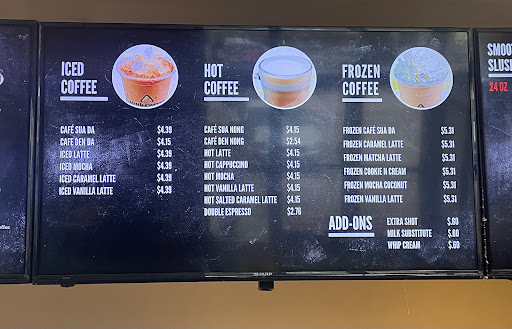 ICED
COFFEE
CAFÉ SUA DA $4.39
CAFE DEN DA $4.15
ICED LATTE $4.39
ICED MOCHA $4.39
ICED CARAMEL LATTE $4.39
ICED VANILLA LATTE $4.39
HOT
COFFEE
CAFÉ SUA NONG $4.15
CAFÉ DEN NONG $2.54
HOT LATTE $4.15
HOT CAPPUCCINO $4.15
HOT MOCHA $4.15
HOT VANILLA LATTE $4.15
HOT SALTED CARAMEL LATTE $4.15
DOUBLE ESPRESSO $2.76
FROZEN
COFFEE
FROZEN CAFÉ SUA DA $5.31
FROZEN CARAMEL LATTE $5.31
FROZEN MATCHA LATTE $5.31
FROZEN COOKIE N CREAM $5.31
FROZEN MOCHA COCONUT $5.31
FROZEN VANILLA LATTE $5.31
ADD-ONS
EXTRA SHOT $.60
MILK SUBSTITUTE $.60
WHIP CREAM $.60
SMOO
SLUS
24 OZ
SHARP